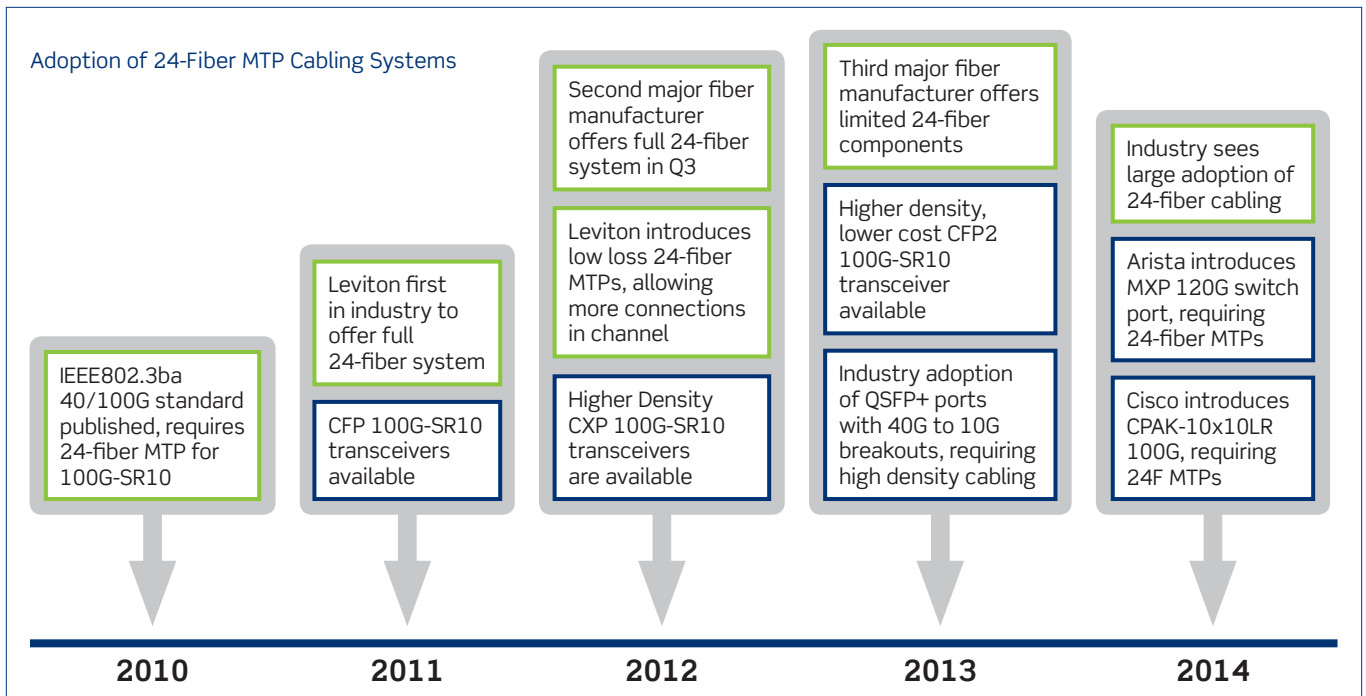 Adoption of 24-Fiber MTP Cabling Systems
IEEE802.3ba
40/100G standard
published, requires
24-fiber MTP for
100G-SR10
Leviton first
in industry to
offer full
24-fiber system
CFP 100G-SR10
transceivers
available
Second major fiber
manufacturer
offers full 24-fiber
system in Q3
Leviton introduces
low loss 24-fiber
MTPs, allowing
more connections
in channel
Higher Density
CXP 100G-SR10
transceivers
are available
Third major fiber
manufacturer offers
limited 24-fiber
components
Higher density,
lower cost CFP2
100G-SR10
transceiver
available
Industry adoption
of QSFP+ ports
with 40G to 10G
breakouts, requiring
high density cabling
Industry sees
large adoption of
24-fiber cabling
Arista introduces
MXP 120G switch
port, requiring
24-fiber MTPs
Cisco introduces
CPAK-10x10LR
100G, requiring
24F MTPs
2010
2011
2012
2013
2014